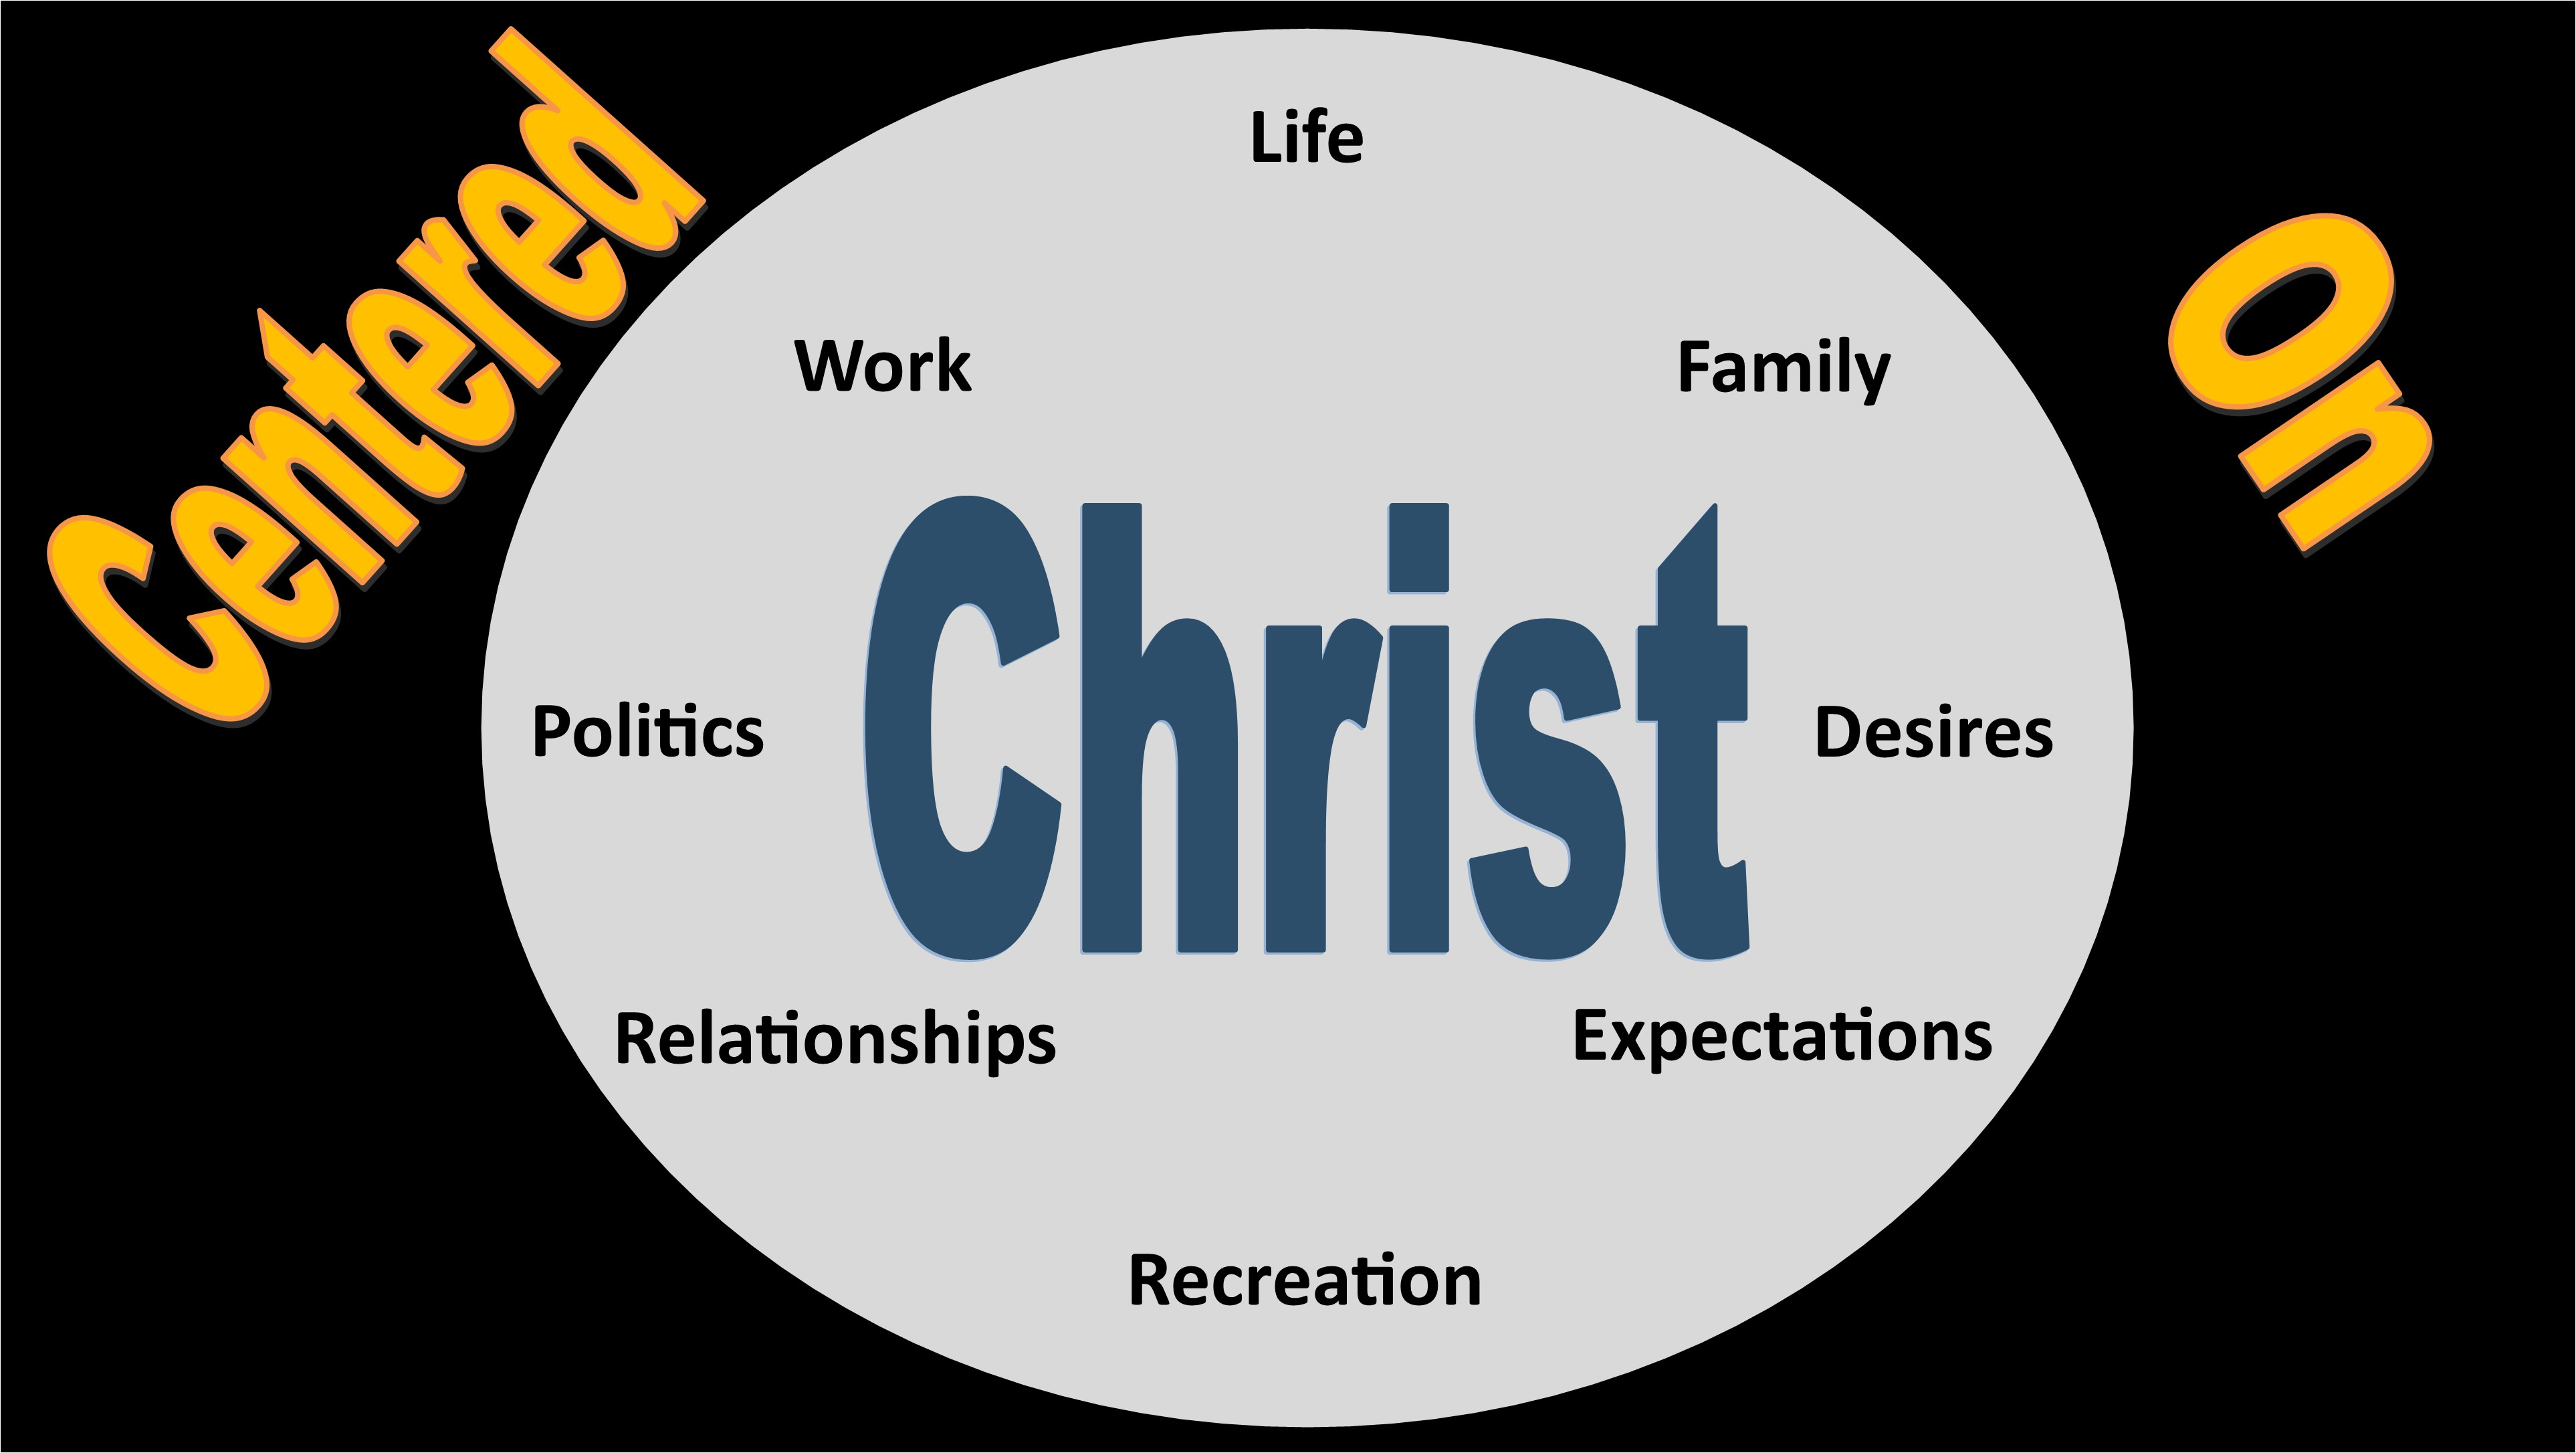 Centered
On
Life
Work
Family
Christ
Politics
Desires
Relationships
Expectations
Recreation